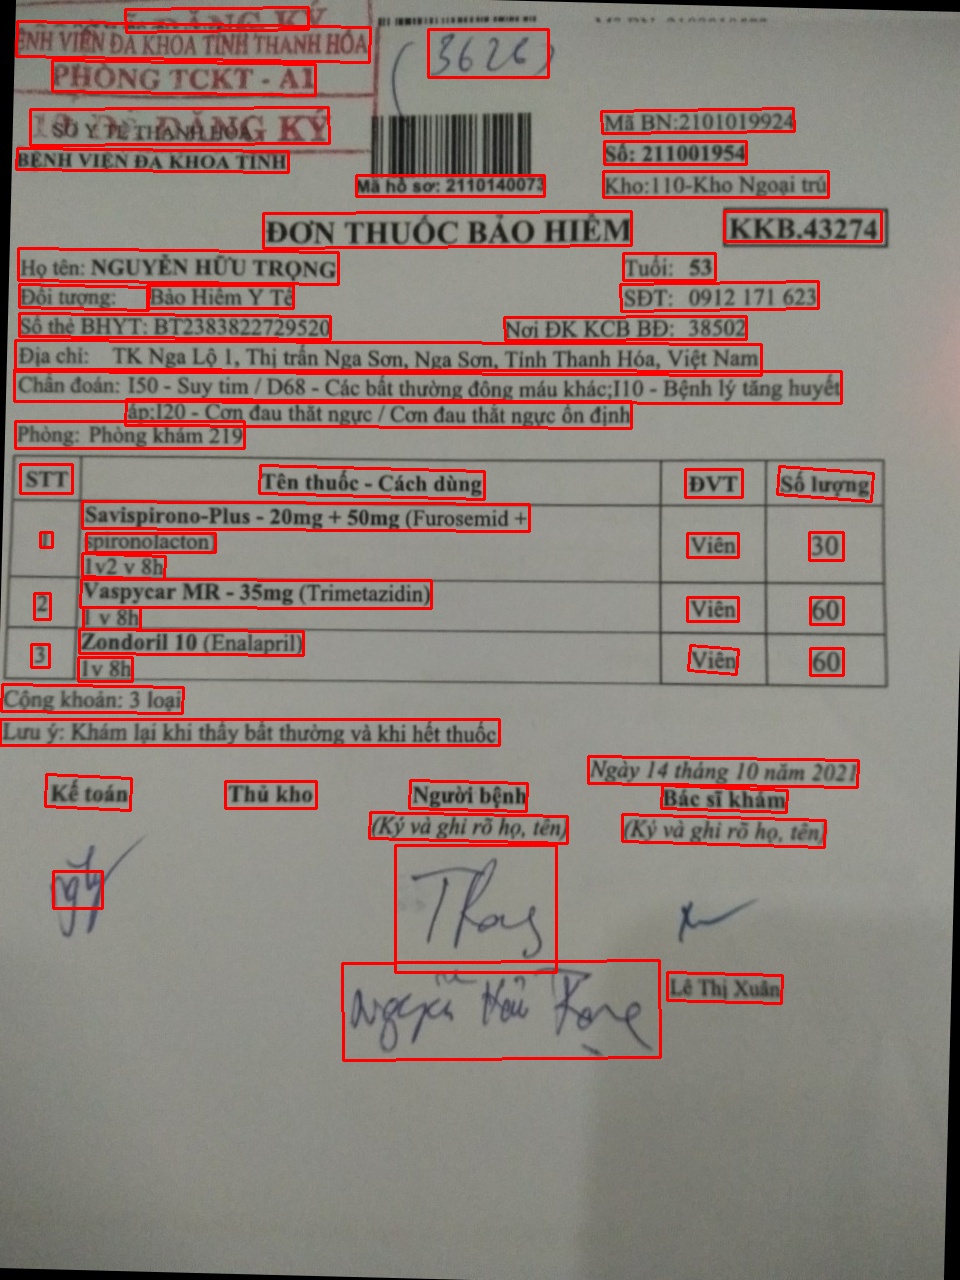 ĐĂNG KÝ
BỆNH VIỆN ĐA KHOA TỈNH THANH HÓA
PHÒNG TCKT - A1
(3626)
ĐĂNG KÝ
SỞ Y TẾ THANH HÓA
BỆNH VIỆN ĐA KHOA TỈNH
Mã hồ sơ: 2110140073
Mã BN:2101019924
Số: 211001954
Kho:110-Kho Ngoại trú
ĐƠN THUỐC BẢO HIỂM
KKB.43274
Họ tên: NGUYỄN HỮU TRỌNG Tuổi: 53
Đối tượng: Bảo Hiểm Y Tế SĐT: 0912 171 623
Số thẻ BHYT: BT2383822729520 Nơi ĐK KCB BĐ: 38502
Địa chỉ: TK Nga Lộ 1, Thị trấn Nga Sơn, Nga Sơn, Tỉnh Thanh Hóa, Việt Nam
Chẩn đoán: I50 - Suy tim / D68 - Các bất thường đông máu khác;I10 - Bệnh lý tăng huyết
áp;I20 - Cơn đau thắt ngực / Cơn đau thắt ngực ổn định
Phòng: Phòng khám 219
STT Tên thuốc - Cách dùng ĐVT Số lượng
1 Savispirono-Plus - 20mg + 50mg (Furosemid + Viên 30
spironolacton)
1v2 v 8h
2 Vaspycar MR - 35mg (Trimetazidin) Viên 60
1 v 8h
3 Zondoril 10 (Enalapril) Viên 60
1v 8h
Cộng khoản: 3 loại
Lưu ý: Khám lại khi thấy bất thường và khi hết thuốc
Ngày 14 tháng 10 năm 2021
Kế toán Thủ kho Người bệnh Bác sĩ khám
(Ký và ghi rõ họ, tên) (Ký và ghi rõ họ, tên)
Trọng
Lê Thị Xuân
Nguyễn Hữu Trọng